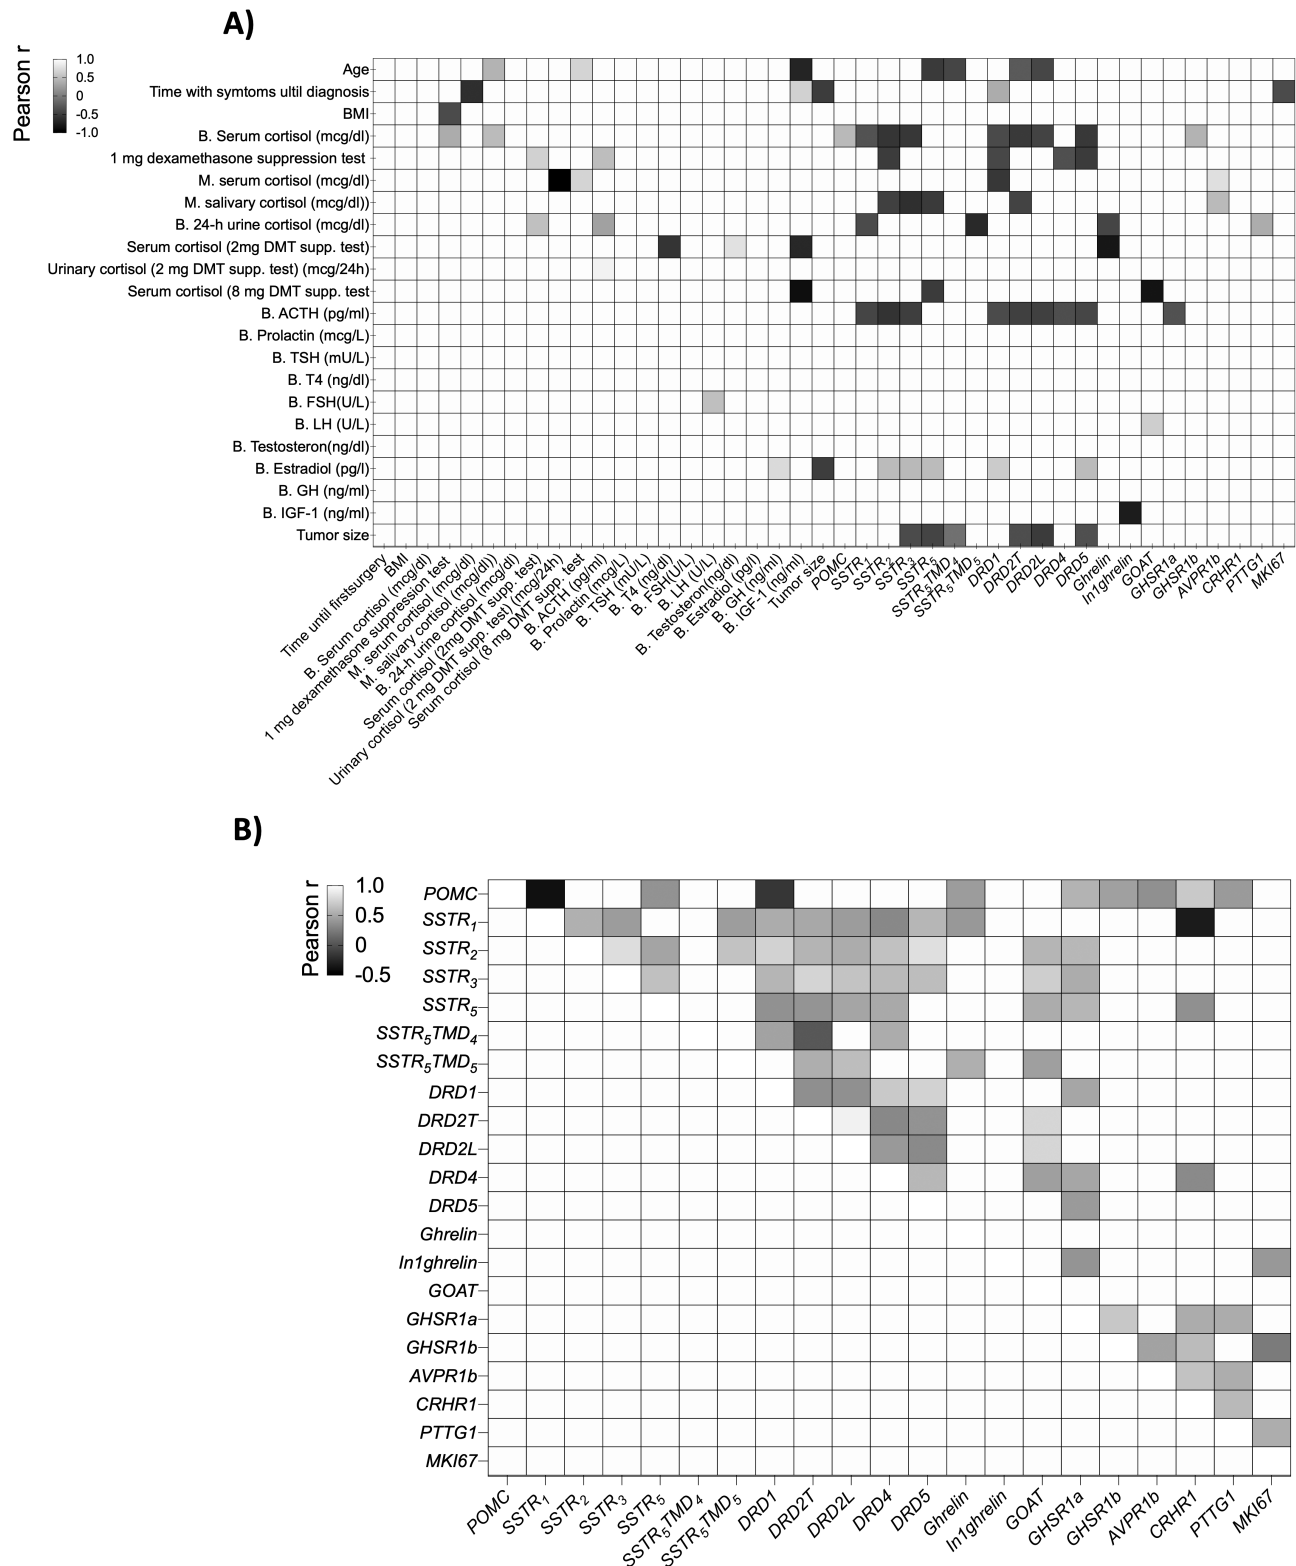 A)
Pearson r
1.0
0.5
0
-0.5
-1.0
Age
Time with symtoms ultil diagnosis
BMI
B. Serum cortisol (mcg/dl)
1 mg dexamethasone suppression test
M. serum cortisol (mcg/dl)
M. salivary cortisol (mcg/dl))
B. 24-h urine cortisol (mcg/dl)
Serum cortisol (2mg DMT supp. test)
Urinary cortisol (2 mg DMT supp. test) (mcg/24h)
Serum cortisol (8 mg DMT supp. test
B. ACTH (pg/ml)
B. Prolactin (mcg/L)
B. TSH (mU/L)
B. T4 (ng/dl)
B. FSH(U/L)
B. LH (U/L)
B. Testosteron(ng/dl)
B. Estradiol (pg/l)
B. GH (ng/ml)
B. IGF-1 (ng/ml)
Tumor size
Time until firstsurgery
BMI
B. Serum cortisol (mcg/dl)
1 mg dexamethasone suppression test
M. serum cortisol (mcg/dl)
M. salivary cortisol (mcg/dl))
B. 24-h urine cortisol (mcg/dl)
Serum cortisol (2mg DMT supp. test)
Urinary cortisol (2 mg DMT supp. test) (mcg/24h)
Serum cortisol (8 mg DMT supp. test
B. ACTH (pg/ml)
B. Prolactin (mcg/L)
B. TSH (mU/L)
B. T4 (ng/dl)
B. FSH(U/L)
B. LH (U/L)
B. Testosteron(ng/dl)
B. Estradiol (pg/l)
B. GH (ng/ml)
B. IGF-1 (ng/ml)
Tumor size
POMC
SSTR1
SSTR2
SSTR3
SSTR5
SSTR5TMD4
SSTR5TMD5
DRD1
DRD2T
DRD2L
DRD4
DRD5
Ghrelin
In1ghrelin
GOAT
GHSR1a
GHSR1b
AVPR1b
CRHR1
PTTG1
MKI67
B)
Pearson r
1.0
0.5
0
-0.5
POMC
SSTR1
SSTR2
SSTR3
SSTR5
SSTR5TMD4
SSTR5TMD5
DRD1
DRD2T
DRD2L
DRD4
DRD5
Ghrelin
In1ghrelin
GOAT
GHSR1a
GHSR1b
AVPR1b
CRHR1
PTTG1
MKI67
POMC
SSTR1
SSTR2
SSTR3
SSTR5
SSTR5TMD4
SSTR5TMD5
DRD1
DRD2T
DRD2L
DRD4
DRD5
Ghrelin
In1ghrelin
GOAT
GHSR1a
GHSR1b
AVPR1b
CRHR1
PTTG1
MKI67